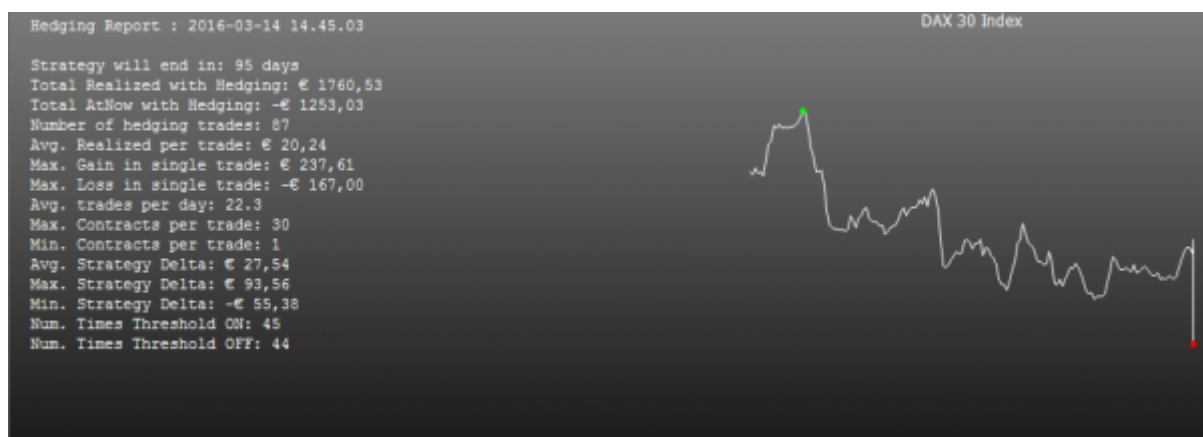 Hedging Report : 2016-03-14 14.45.03
DAX 30 Index
Strategy will end in: 95 days
Total Realized with Hedging: € 1760,53
Total AtNow with Hedging: -€ 1253,03
Number of hedging trades: 87
Avg. Realized per trade: € 20,24
Max. Gain in single trade: € 237,61
Max. Loss in single trade: -€ 167,00
Avg. trades per day: 22.3
Max. Contracts per trade: 30
Min. Contracts per trade: 1
Avg. Strategy Delta: € 27,54
Max. Strategy Delta: € 93,56
Min. Strategy Delta: -€ 55,38
Num. Times Threshold ON: 45
Num. Times Threshold OFF: 44